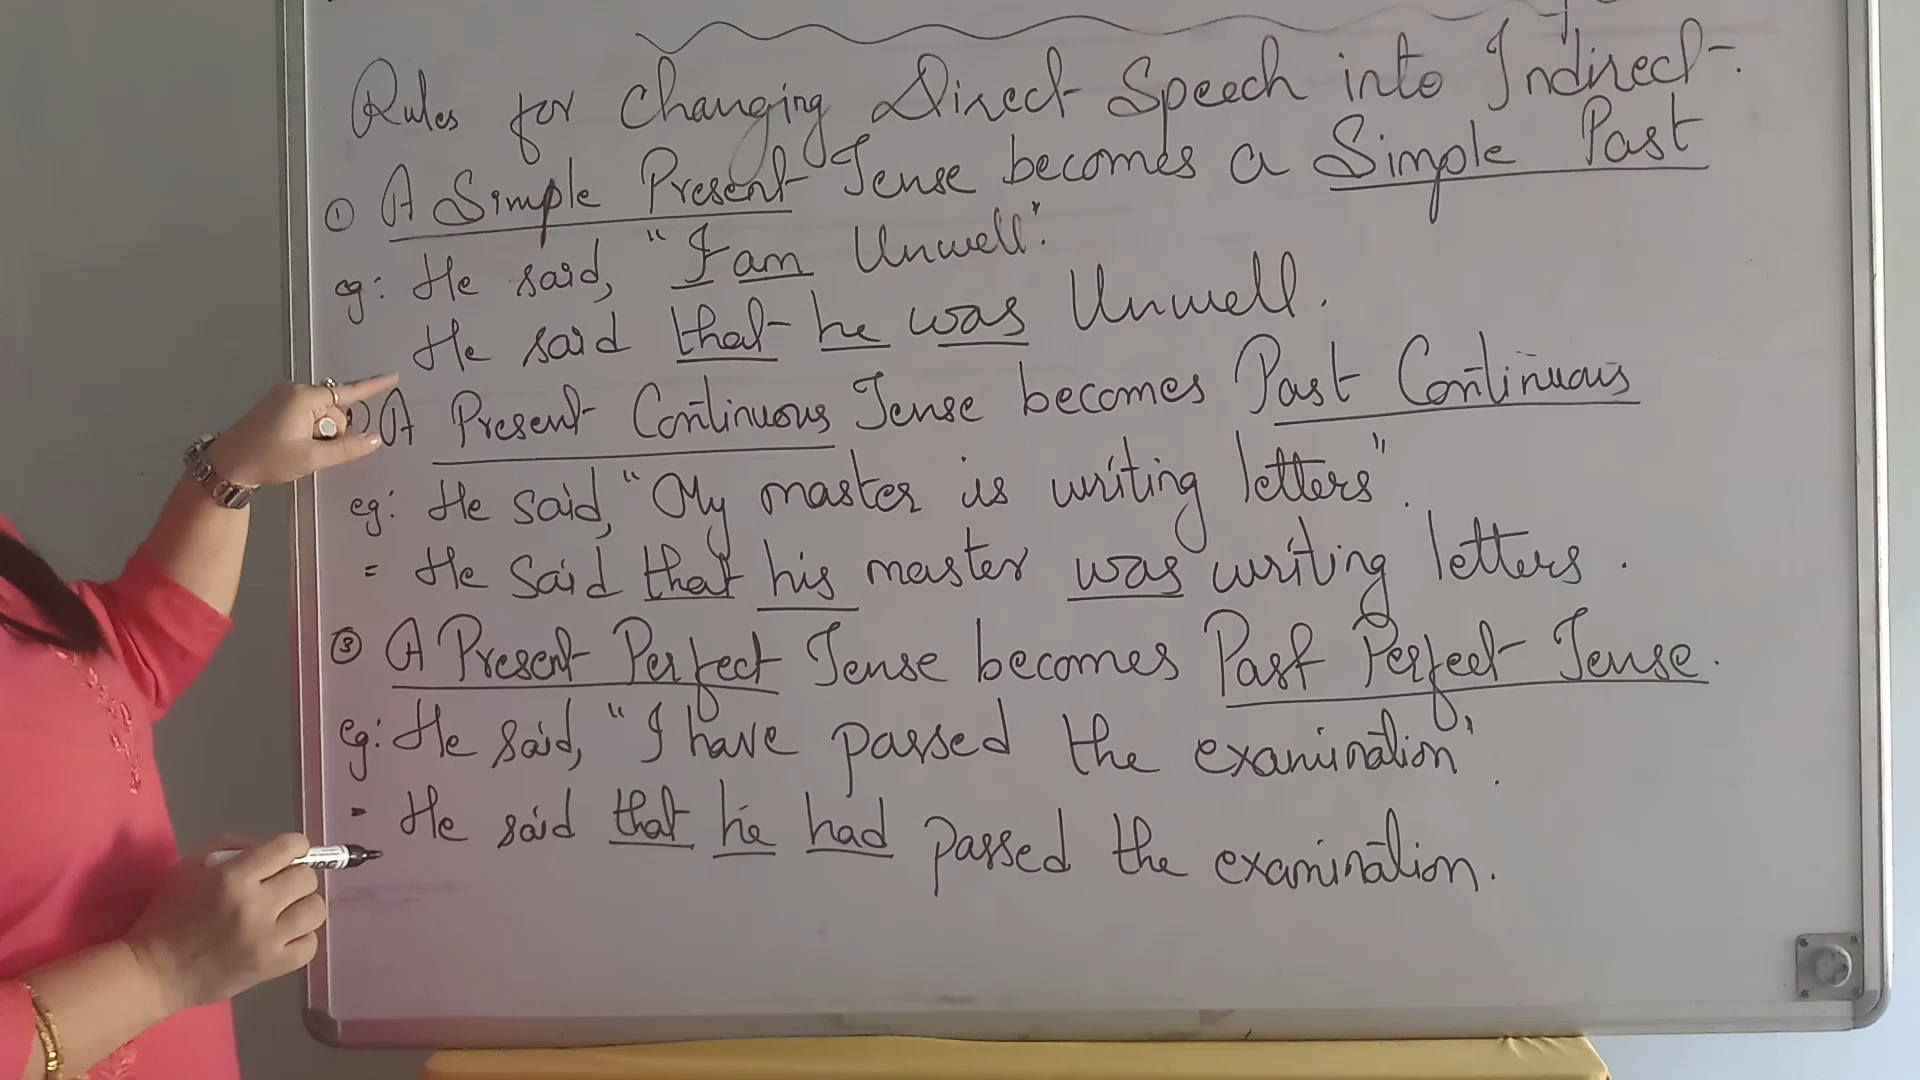 Rules for Changing Direct Speech into Indirect.
① A Simple Present Tense becomes a Simple Past
eg: He said, "I am Unwell".
He said that he was Unwell.
A Present Continuous Tense becomes Past Continuous
eg: He said, "My master is writing letters".
= He said that his master was writing letters.
③ A Present Perfect Tense becomes Past Perfect Tense.
eg: He said, "I have passed the examination".
= He said that he had passed the examination.